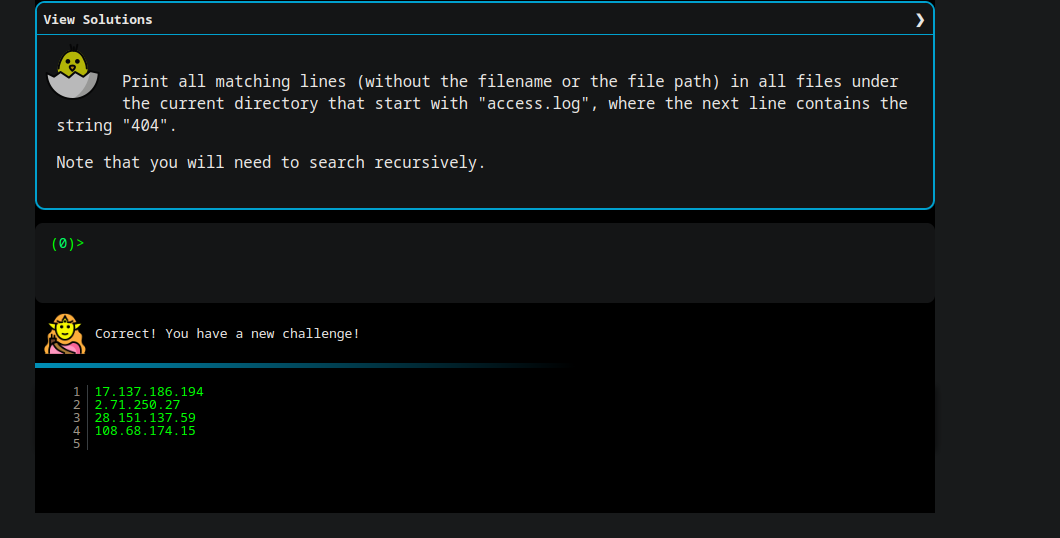 View Solutions ❯
Print all matching lines (without the filename or the file path) in all files under
the current directory that start with "access.log", where the next line contains the
string "404".
Note that you will need to search recursively.
(0)>
Correct! You have a new challenge!
1 17.137.186.194
2 2.71.250.27
3 28.151.137.59
4 108.68.174.15
5